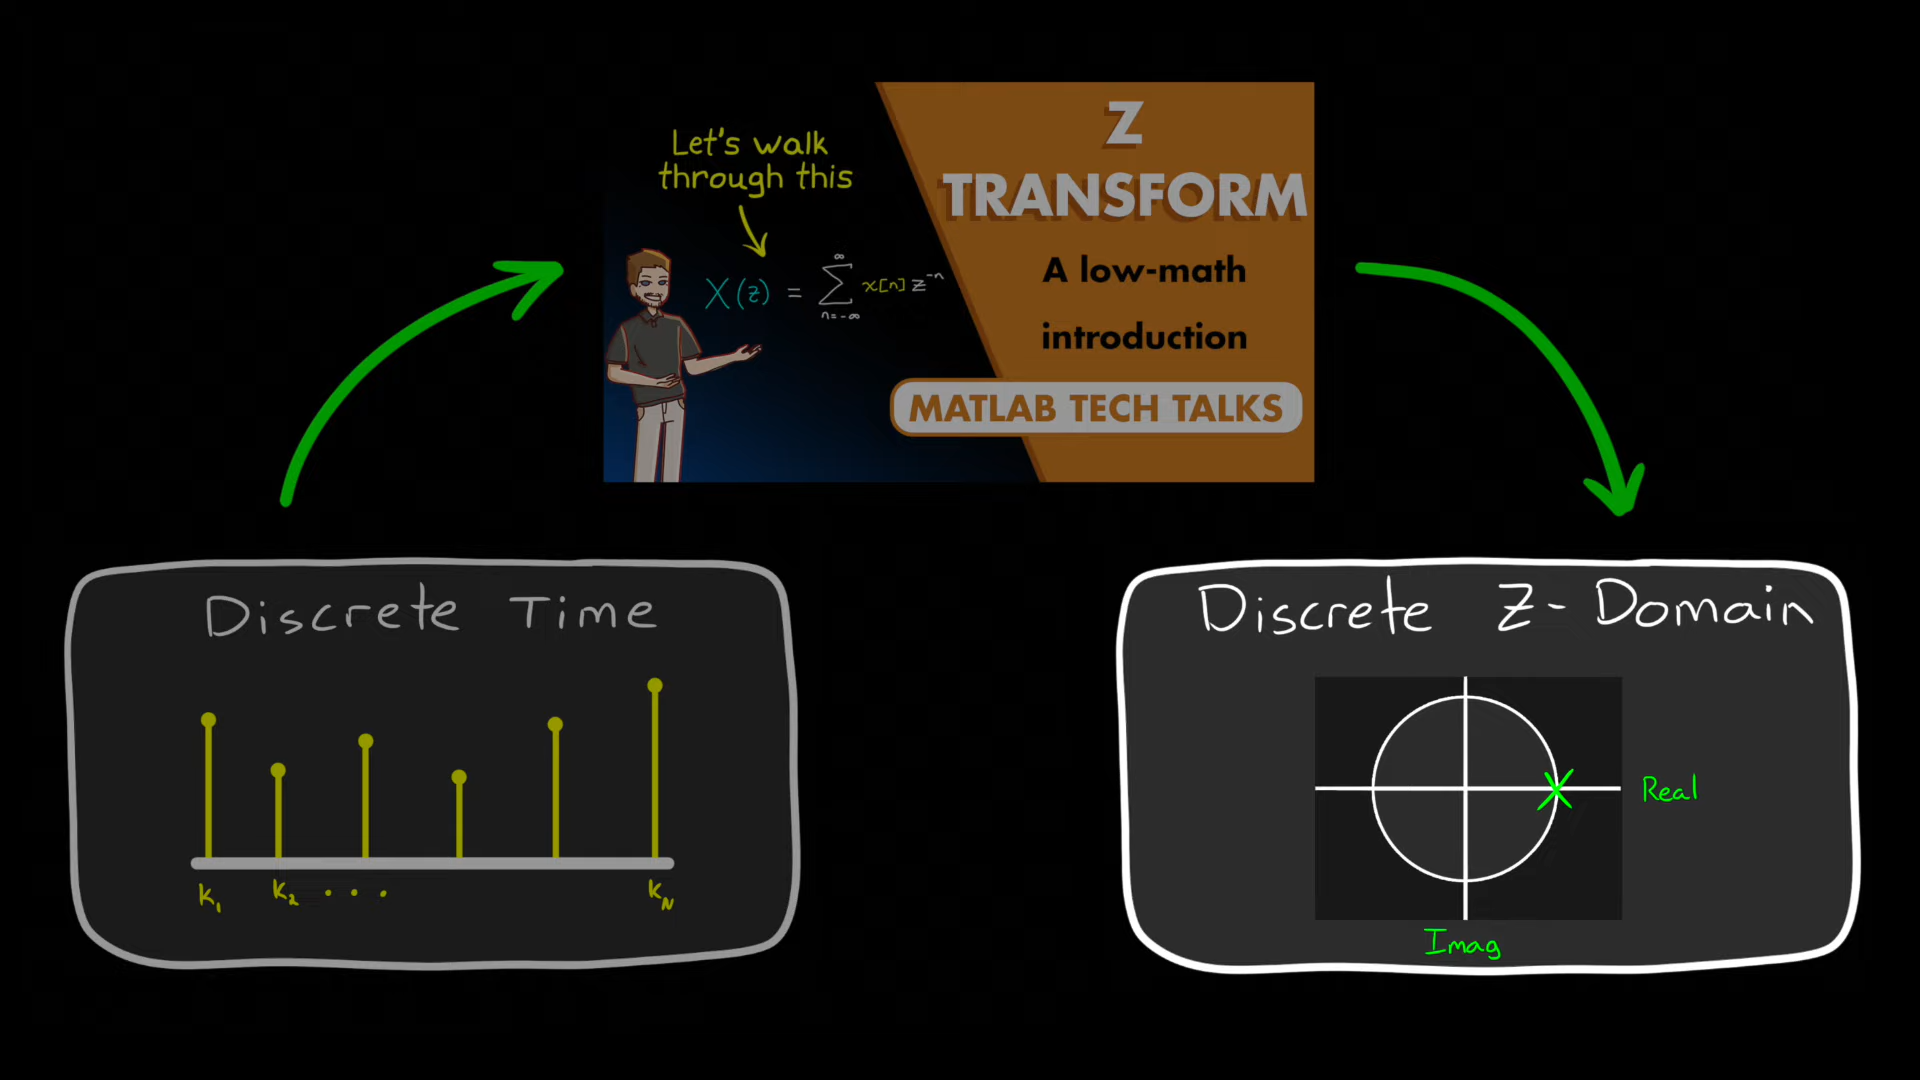 Let's walk
through this
X(z) = ∞∑n=-∞ x[n] z^-n
Z
TRANSFORM
A low-math
introduction
MATLAB TECH TALKS
Discrete Time
k₁ k₂ . . . k_N
Discrete Z-Domain
Real
Imag